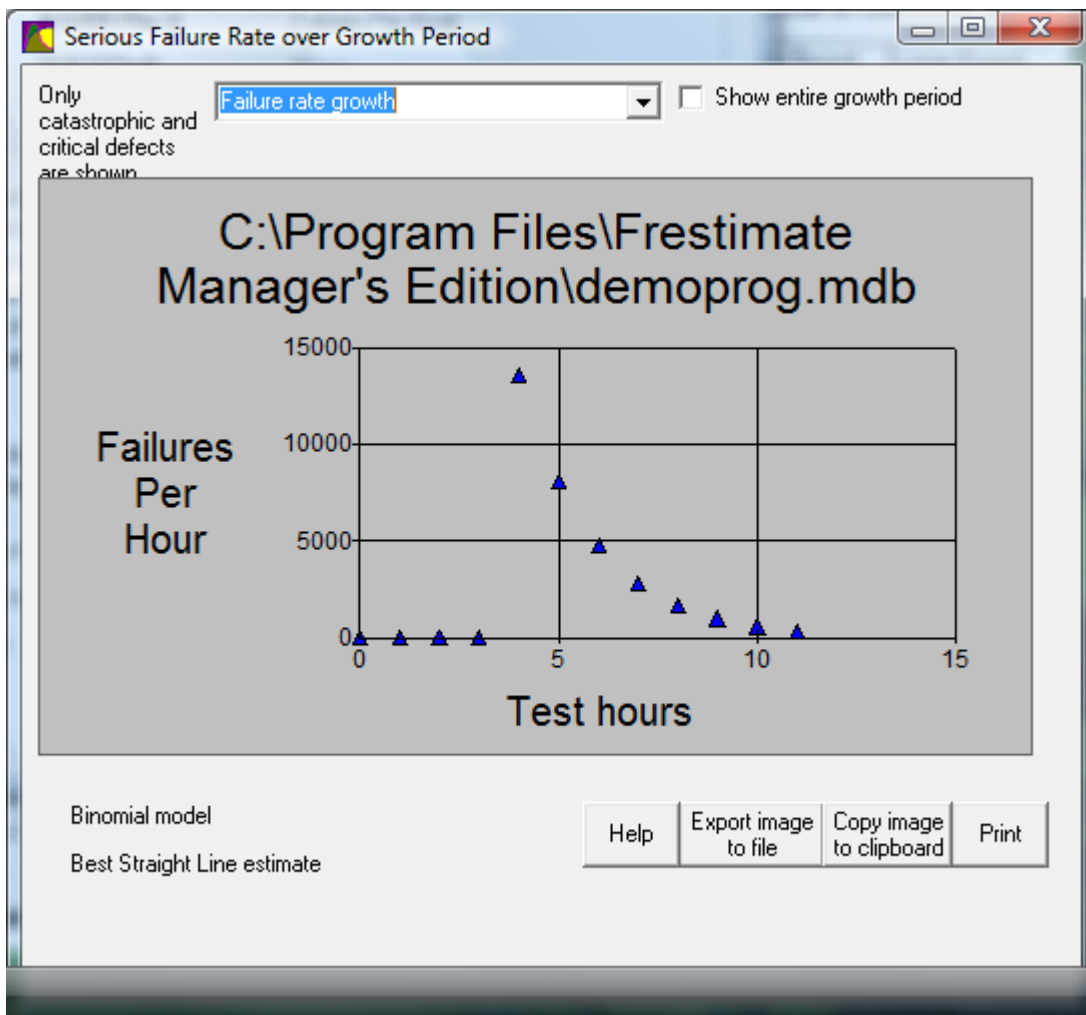 Serious Failure Rate over Growth Period
Only
catastrophic and
critical defects
are shown
Failure rate growth
Show entire growth period
C:\Program Files\Frestimate
Manager's Edition\demoprog.mdb
Failures
Per
Hour
15000
10000
5000
0
0 5 10 15
Test hours
Binomial model
Best Straight Line estimate
Help
Export image
to file
Copy image
to clipboard
Print